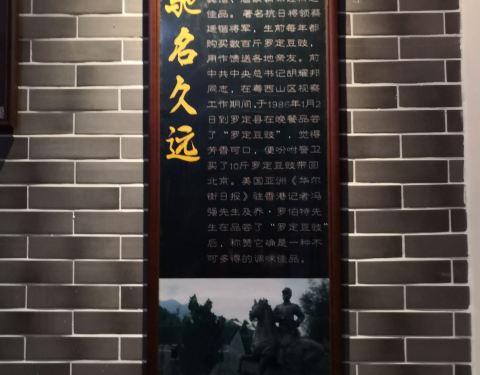 驰名久远
佳品。著名抗日将领蔡
廷锴将军，生前每年都
购买数百斤罗定豆豉，
用作馈送各地亲友。前
中共中央总书记胡耀邦
同志，在粤西山区视察
工作期间，于1986年1月2
日到罗定县在晚餐品尝
了“罗定豆豉”，觉得
芳香可口，便吩咐警卫
买了10斤罗定豆豉带回
北京。美国亚洲《华尔
街日报》驻香港记者冯
强先生及乔·罗伯特先
生在品尝了“罗定豆豉”
后，称赞它确是一种不
可多得的调味佳品。